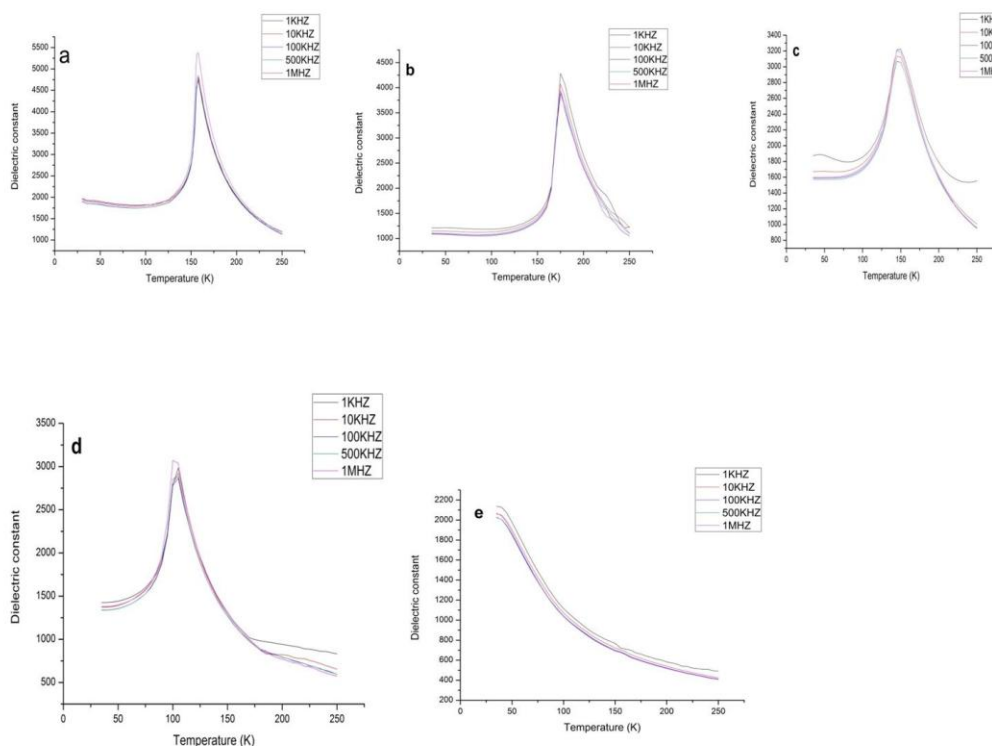 a
1KHZ
10KHZ
100KHZ
500KHZ
1MHZ
Dielectric constant
5500
5000
4500
4000
3500
3000
2500
2000
1500
1000
0 50 100 150 200 250 300
Temperature (K)
b
1KHZ
10KHZ
100KHZ
500KHZ
1MHZ
Dielectric constant
4500
4000
3500
3000
2500
2000
1500
1000
0 50 100 150 200 250
Temperature (K)
c
1KHZ
10K
100
500
1M
Dielectric constant
3400
3200
3000
2800
2600
2400
2200
2000
1800
1600
1400
1200
1000
800
0 50 100 150 200 250
Temperature (K)
d
1KHZ
10KHZ
100KHZ
500KHZ
1MHZ
Dielectric constant
3500
3000
2500
2000
1500
1000
500
0 50 100 150 200 250
Temperature (K)
e
1KHZ
10KHZ
100KHZ
500KHZ
1MHZ
Dielectric constant
2200
2000
1800
1600
1400
1200
1000
800
600
400
200
0 50 100 150 200 250
Temperature (K)